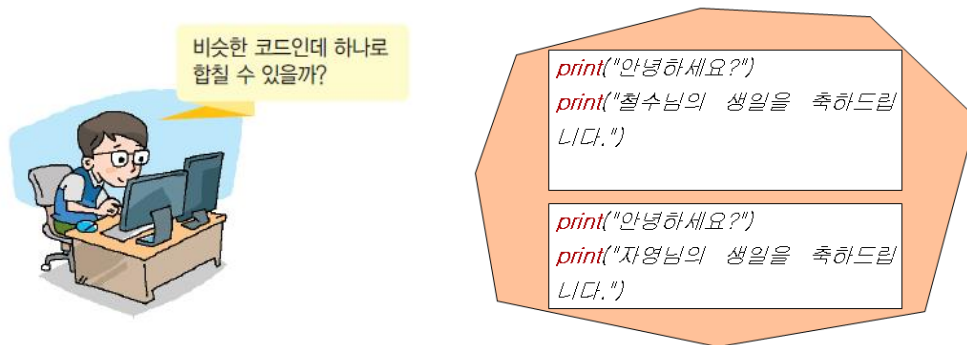 비슷한 코드인데 하나로
합칠 수 있을까?
print("안녕하세요?")
print("철수님의 생일을 축하드립
니다.")
print("안녕하세요?")
print("자영님의 생일을 축하드립
니다.")